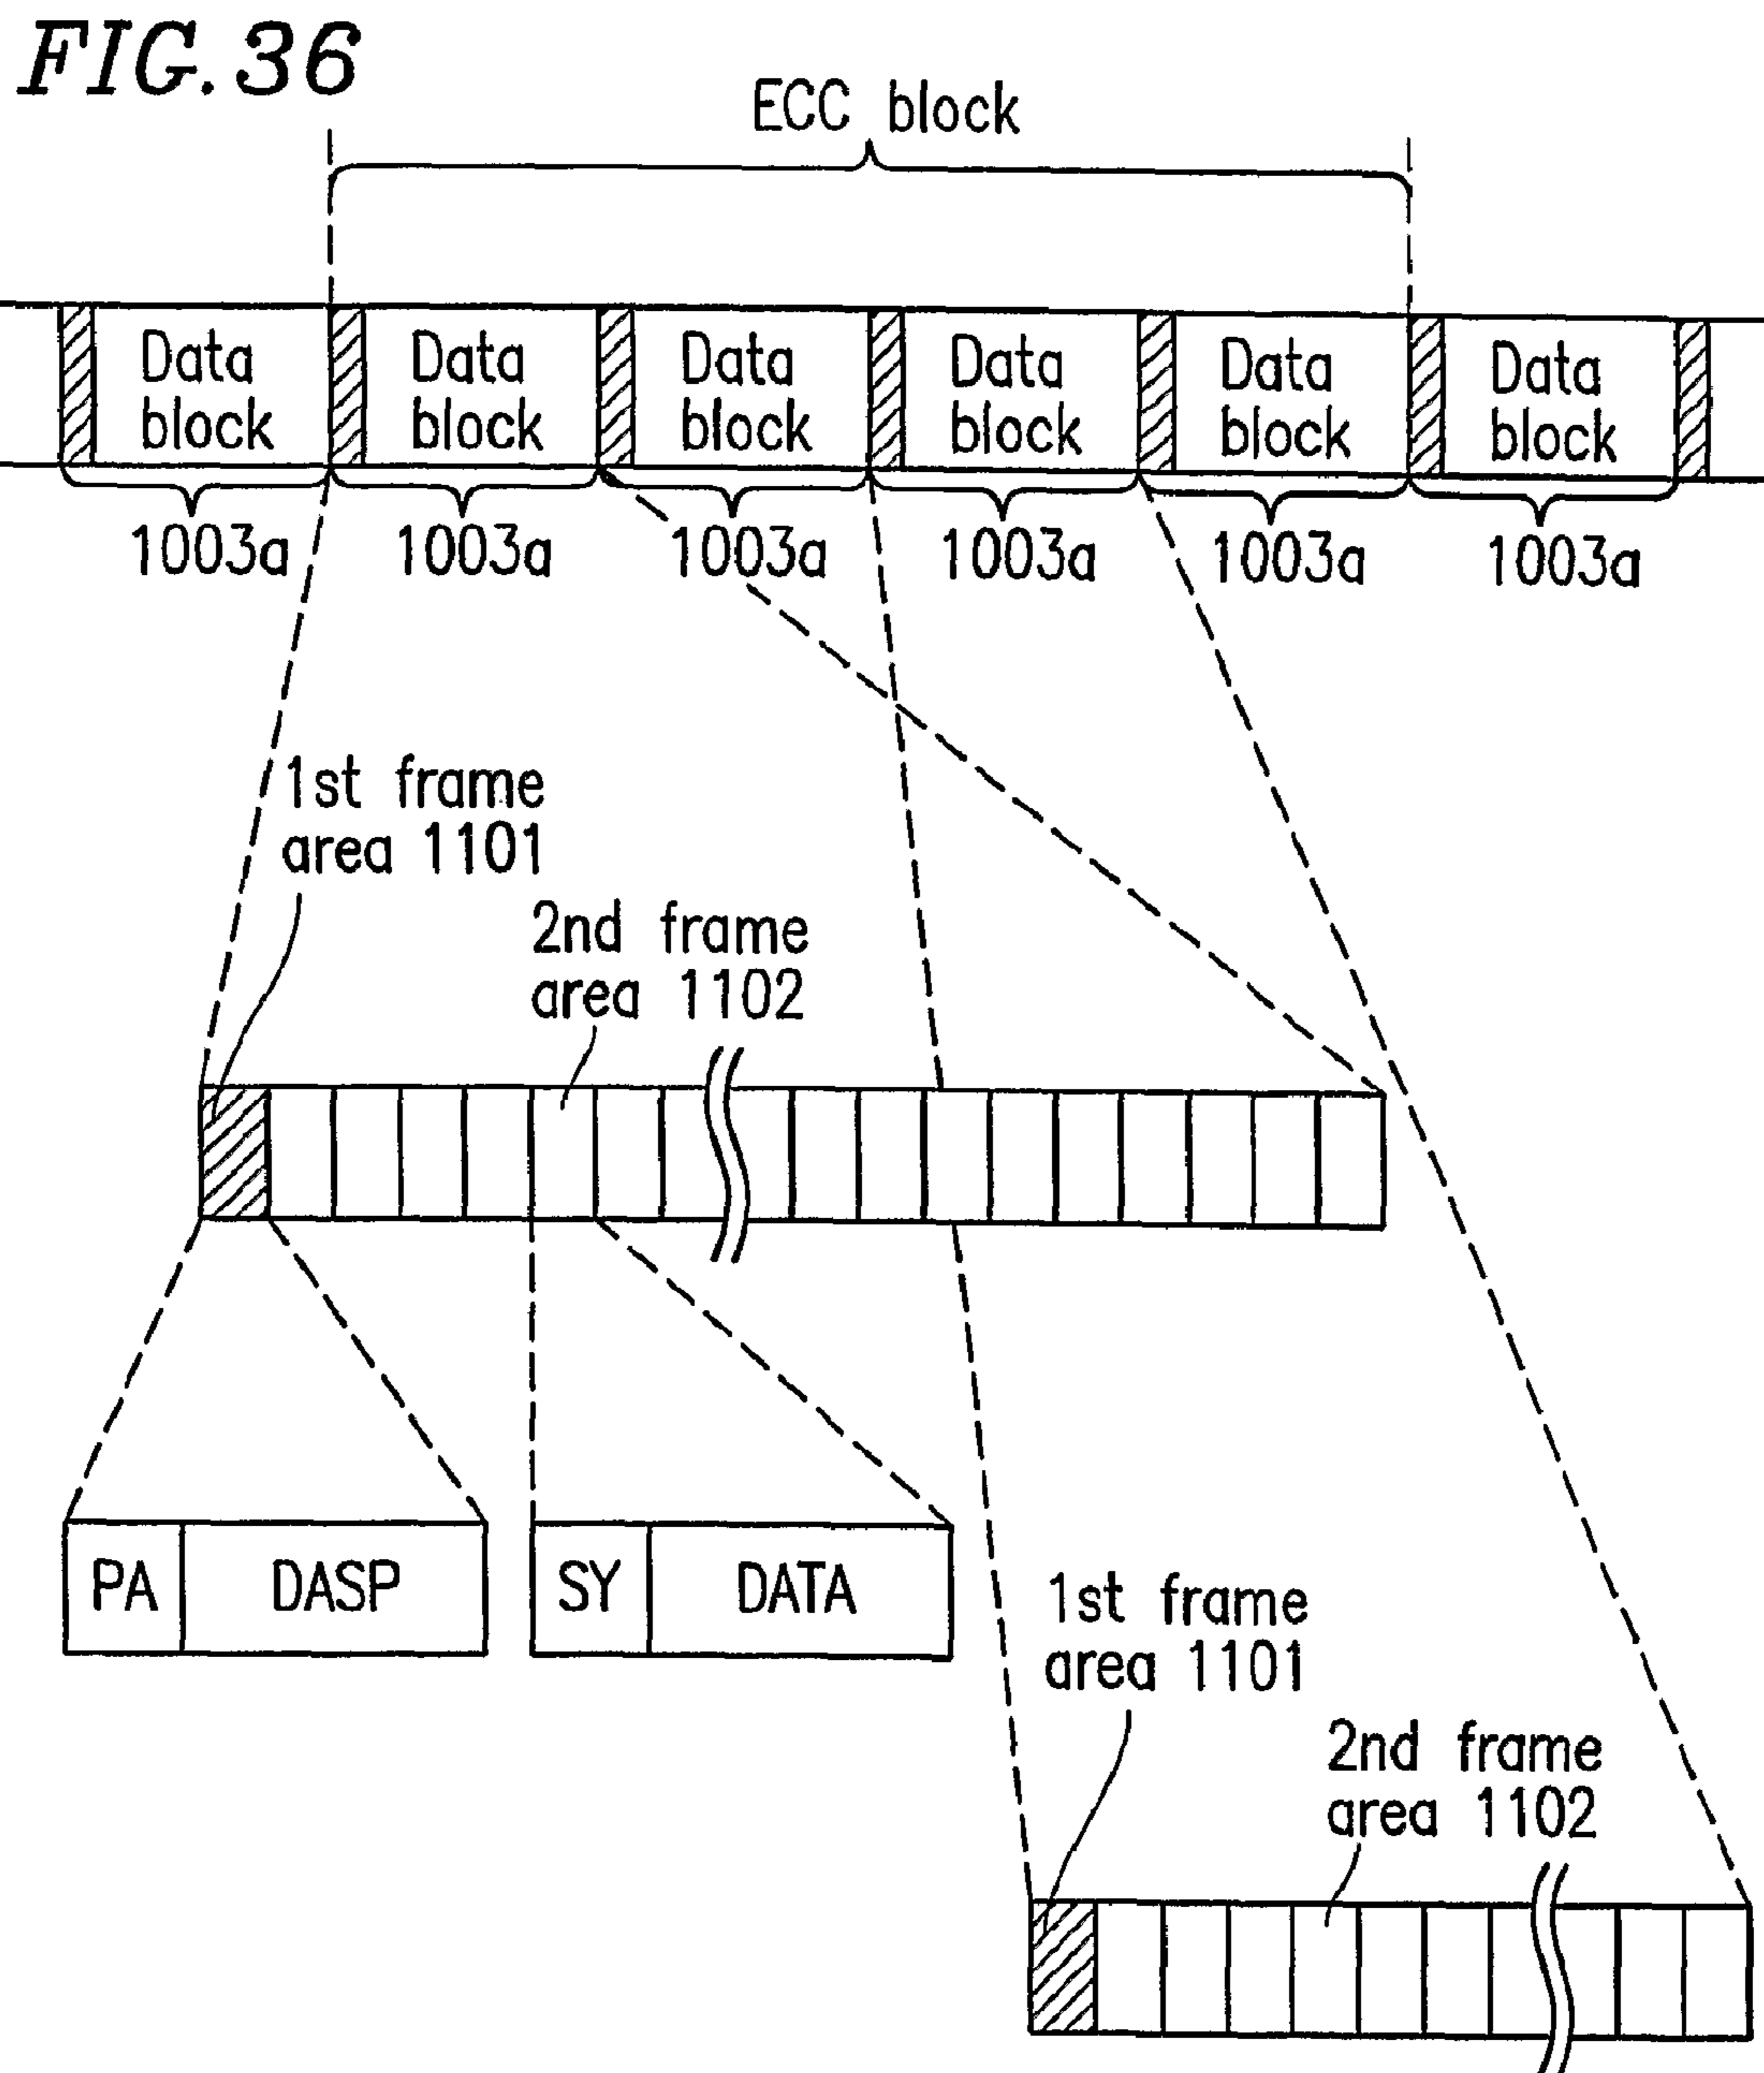 FIG.36
ECC block
Data block
Data block
Data block
Data block
Data block
Data block
1003a
1003a
1003a
1003a
1003a
1003a
1st frame
area 1101
2nd frame
area 1102
PA
DASP
SY
DATA
1st frame
area 1101
2nd frame
area 1102